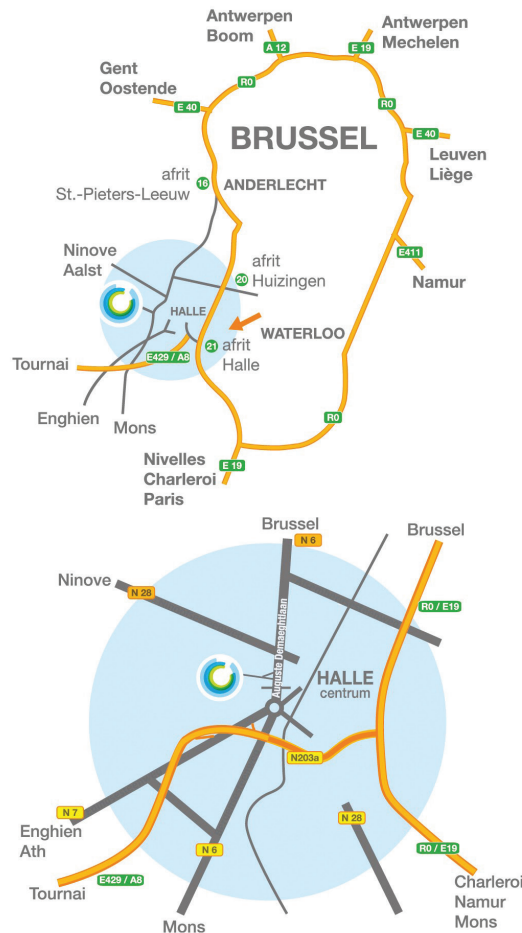 Antwerpen
Boom
Antwerpen
Mechelen
A 12
E 19
R0
R0
Gent
Oostende
E 40
BRUSSEL
E 40
Leuven
Liège
afrit
St.-Pieters-Leeuw
16
ANDERLECHT
Ninove
Aalst
E411
Namur
afrit
Huizingen
20
HALLE
WATERLOO
21
afrit
Halle
Tournai
E429 / A8
Enghien
Mons
R0
Nivelles
Charleroi
Paris
E 19
Brussel
N 6
Brussel
Ninove
N 28
R0 / E19
Auguste Demaeghtlaan
HALLE
centrum
N203a
N 7
Enghien
Ath
N 6
N 28
R0 / E19
E429 / A8
Tournai
Mons
Charleroi
Namur
Mons